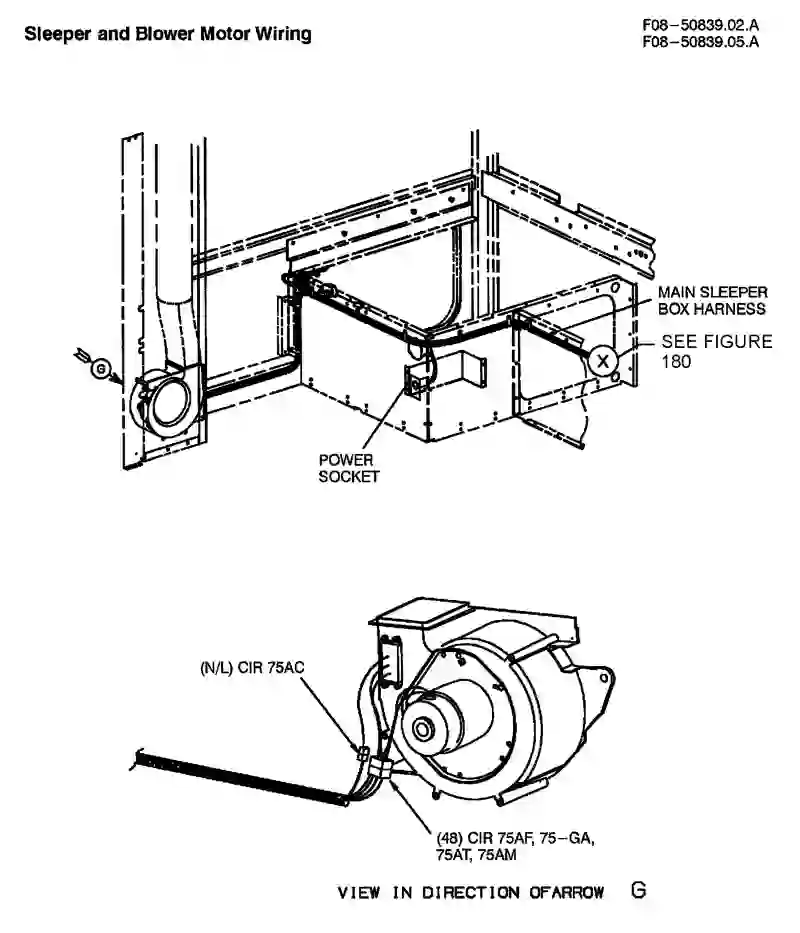 Sleeper and Blower Motor Wiring
F08-50839.02.A
F08-50839.05.A
MAIN SLEEPER
BOX HARNESS
SEE FIGURE
180
X
G
POWER
SOCKET
(N/L) CIR 75AC
(48) CIR 75AF, 75-GA,
75AT, 75AM
VIEW IN DIRECTION OFARROW G